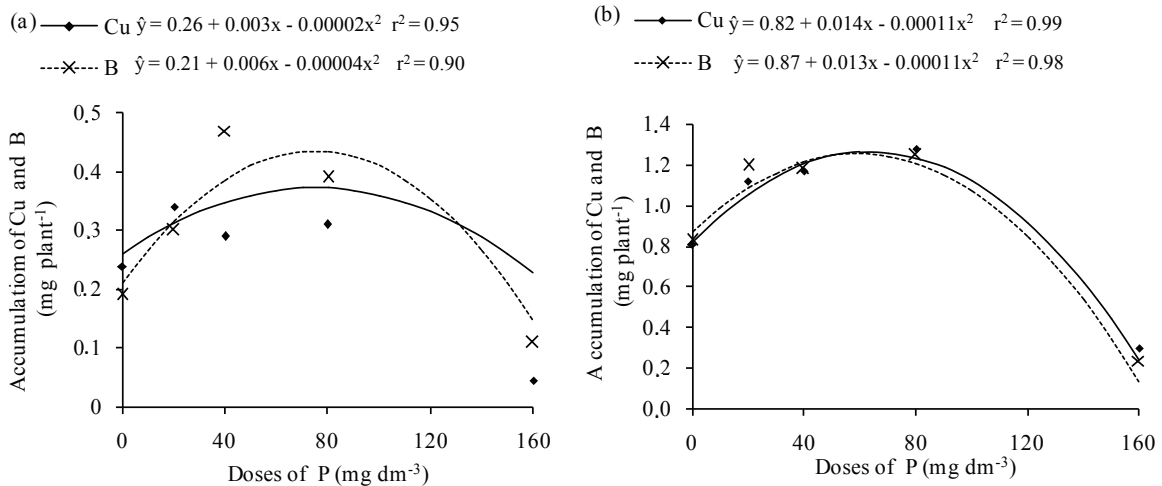 (a) Cu ŷ = 0.26 + 0.003x - 0.00002x² r² = 0.95
B ŷ = 0.21 + 0.006x - 0.00004x² r² = 0.90
Accumulatiom of Cu and B
(mg plant⁻¹)
0.5
0.4
0.3
0.2
0.1
0
0 40 80 120 160
Doses of P (mg dm⁻³)
(b) Cu ŷ = 0.82 + 0.014x - 0.00011x² r² = 0.99
B ŷ = 0.87 + 0.013x - 0.00011x² r² = 0.98
A ccumulation of Cu and B
(mg plant⁻¹)
1.4
1.2
1.0
0.8
0.6
0.4
0.2
0.0
0 40 80 120 160
Doses of P (mg dm⁻³)